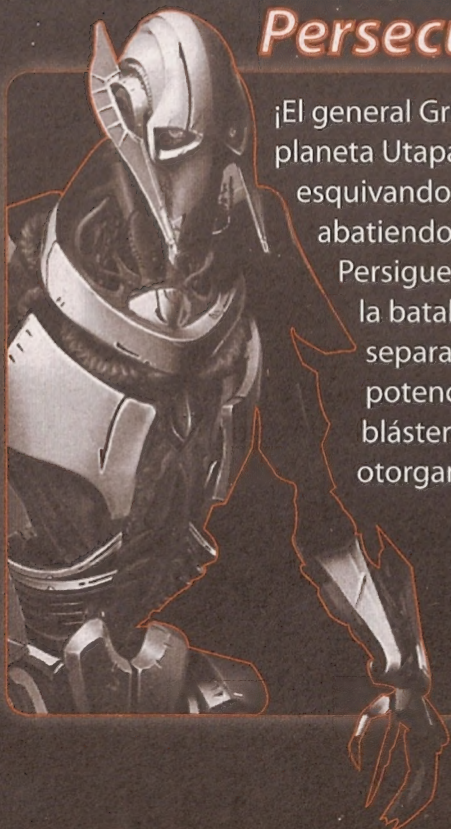 Persecu
¡El general Gr
planeta Utapa
esquivando
abatiendo
Persigue
la batal
separa
potenc
bláster
otorgar